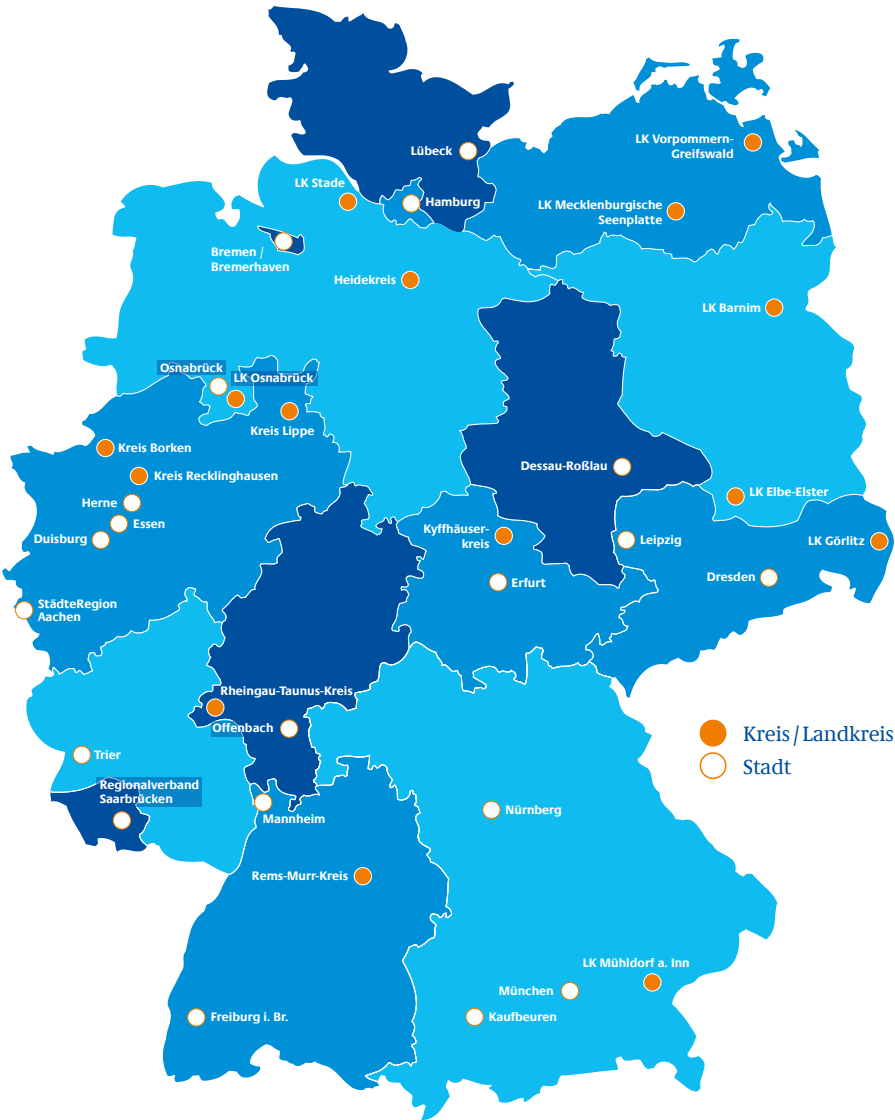 LK Vorpommern-
Greifswald
Lübeck
LK Stade
Hamburg
LK Mecklenburgische
Seenplatte
Bremen /
Bremerhaven
Heidekreis
LK Barnim
Osnabrück
LK Osnabrück
Kreis Lippe
Kreis Borken
Kreis Recklinghausen
Dessau-Roßlau
LK Elbe-Elster
Herne
Essen
Duisburg
Kyffhäuser-
kreis
Leipzig
LK Görlitz
Erfurt
Dresden
StädteRegion
Aachen
Rheingau-Taunus-Kreis
Offenbach
Kreis / Landkreis
Stadt
Trier
Regionalverband
Saarbrücken
Mannheim
Nürnberg
Rems-Murr-Kreis
LK Mühldorf a. Inn
München
Freiburg i. Br.
Kaufbeuren